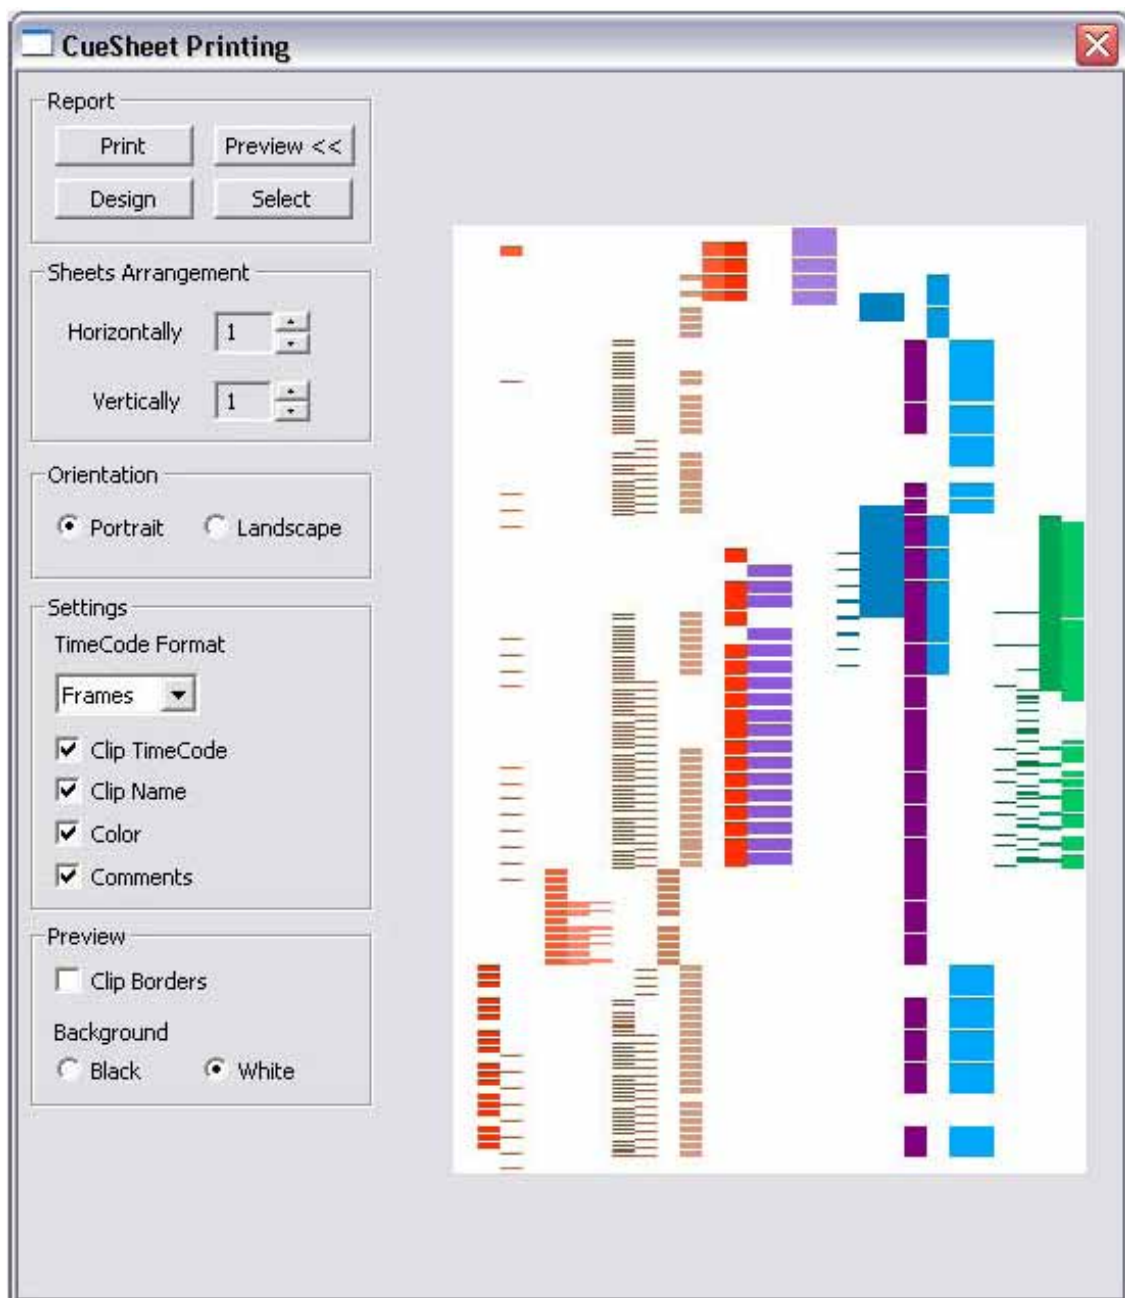 CueSheet Printing
Report
Print
Preview <<
Design
Select
Sheets Arrangement
Horizontally 1
Vertically 1
Orientation
Portrait
Landscape
Settings
TimeCode Format
Frames
Clip TimeCode
Clip Name
Color
Comments
Preview
Clip Borders
Background
Black
White